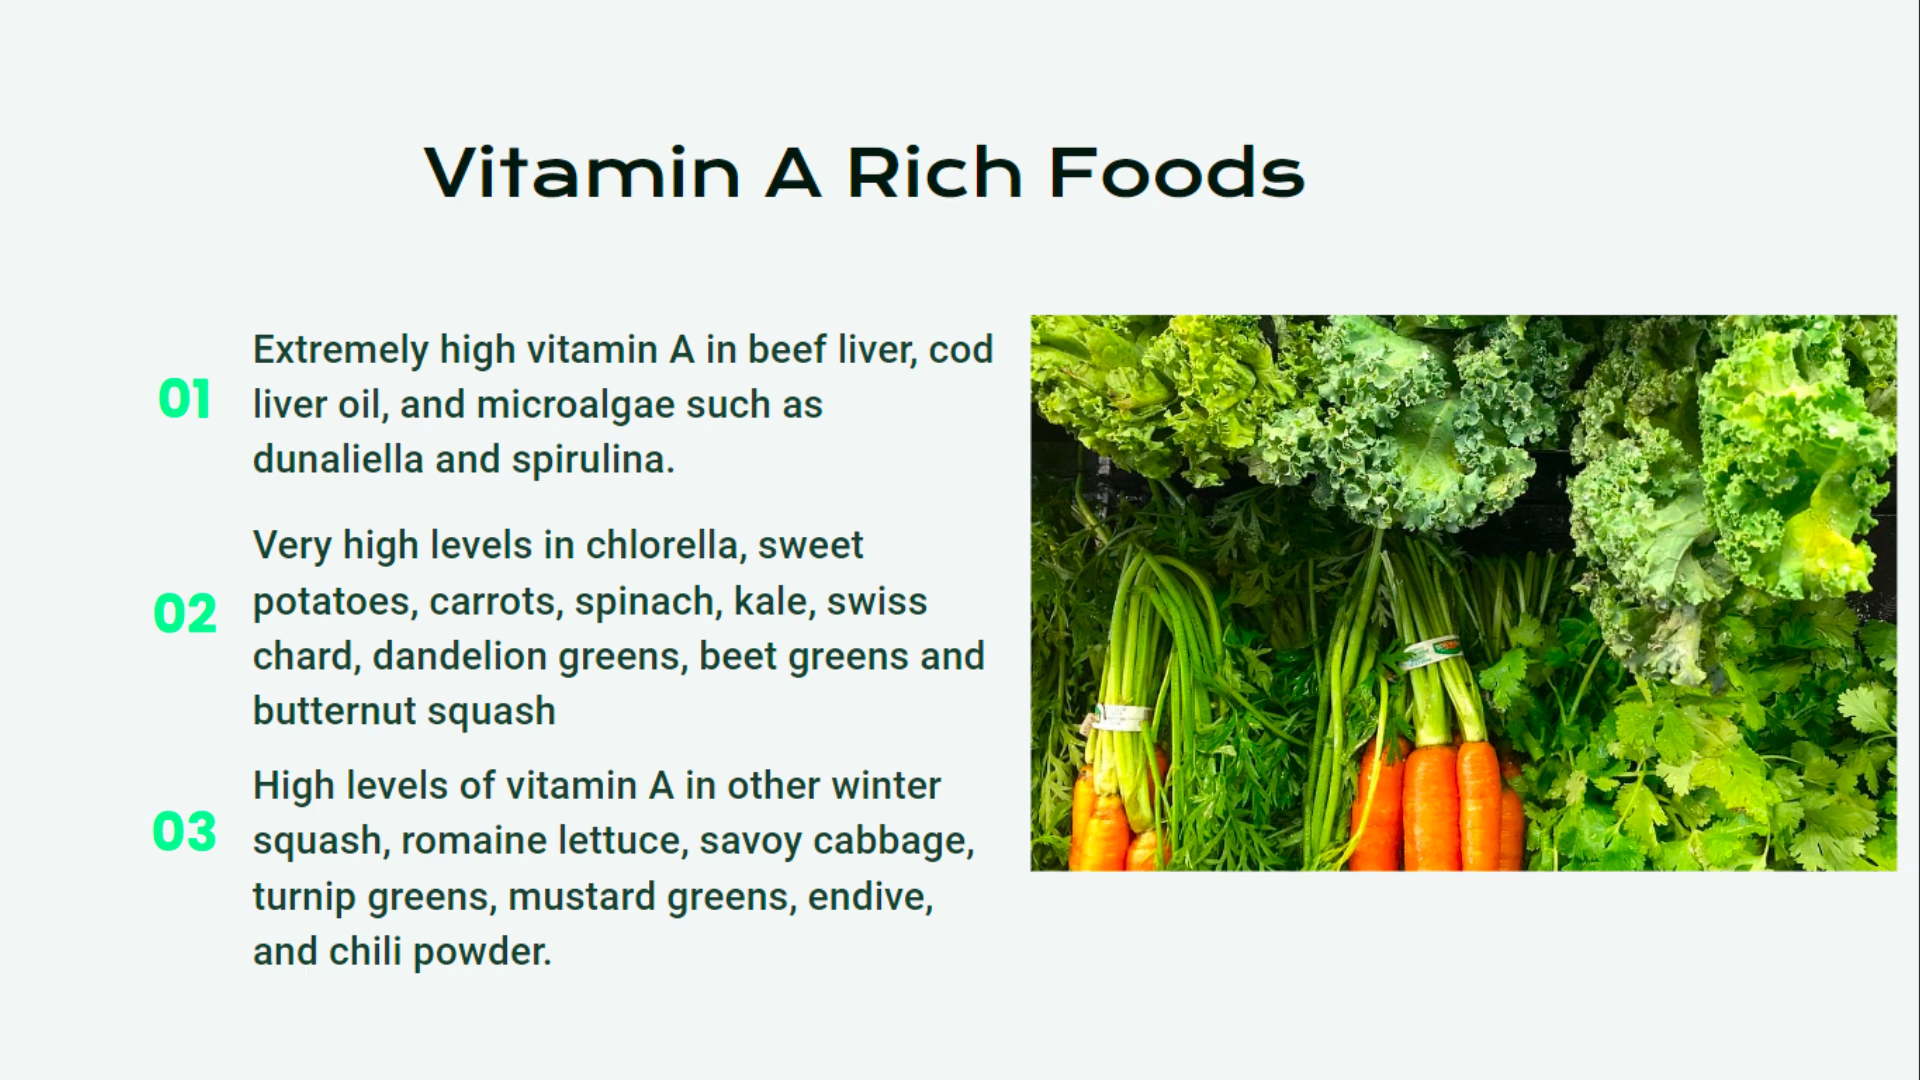 Vitamin A Rich Foods
01
Extremely high vitamin A in beef liver, cod
liver oil, and microalgae such as
dunaliella and spirulina.
02
Very high levels in chlorella, sweet
potatoes, carrots, spinach, kale, swiss
chard, dandelion greens, beet greens and
butternut squash
03
High levels of vitamin A in other winter
squash, romaine lettuce, savoy cabbage,
turnip greens, mustard greens, endive,
and chili powder.